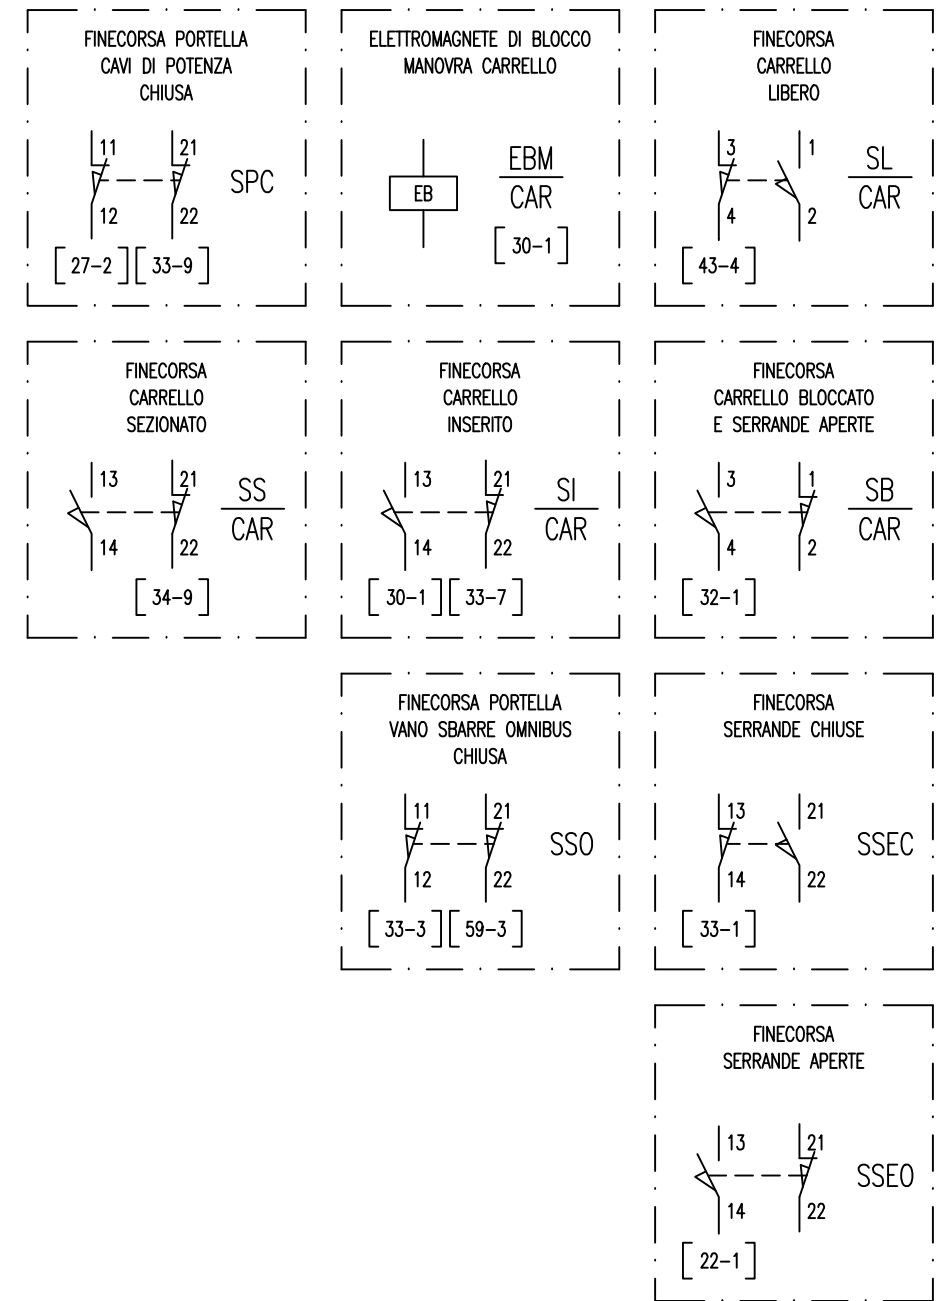 FINECORSA PORTELLA
CAVI DI POTENZA
CHIUSA
11
21
SPC
12
22
[27-2] [33-9]
ELETTROMAGNETE DI BLOCCO
MANOVRA CARRELLO
EB
EBM
CAR
[30-1]
FINECORSA
CARRELLO
LIBERO
3
1
SL
CAR
4
2
[43-4]
FINECORSA
CARRELLO
SEZIONATO
13
21
SS
CAR
14
22
[34-9]
FINECORSA
CARRELLO
INSERITO
13
21
SI
CAR
14
22
[30-1] [33-7]
FINECORSA
CARRELLO BLOCCATO
E SERRANDE APERTE
3
1
SB
CAR
4
2
[32-1]
FINECORSA PORTELLA
VANO SBARRE OMNIBUS
CHIUSA
11
21
SSO
12
22
[33-3] [59-3]
FINECORSA
SERRANDE CHIUSE
13
21
SSEC
14
22
[33-1]
FINECORSA
SERRANDE APERTE
13
21
SSEO
14
22
[22-1]